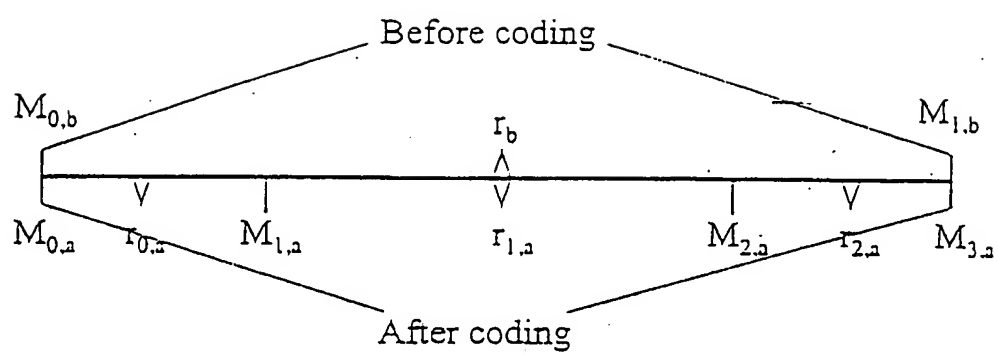 Before coding
M0,b M1,b
rb
M0,a r0,a M1,a r1,a M2,a r2,a M3,a
After coding